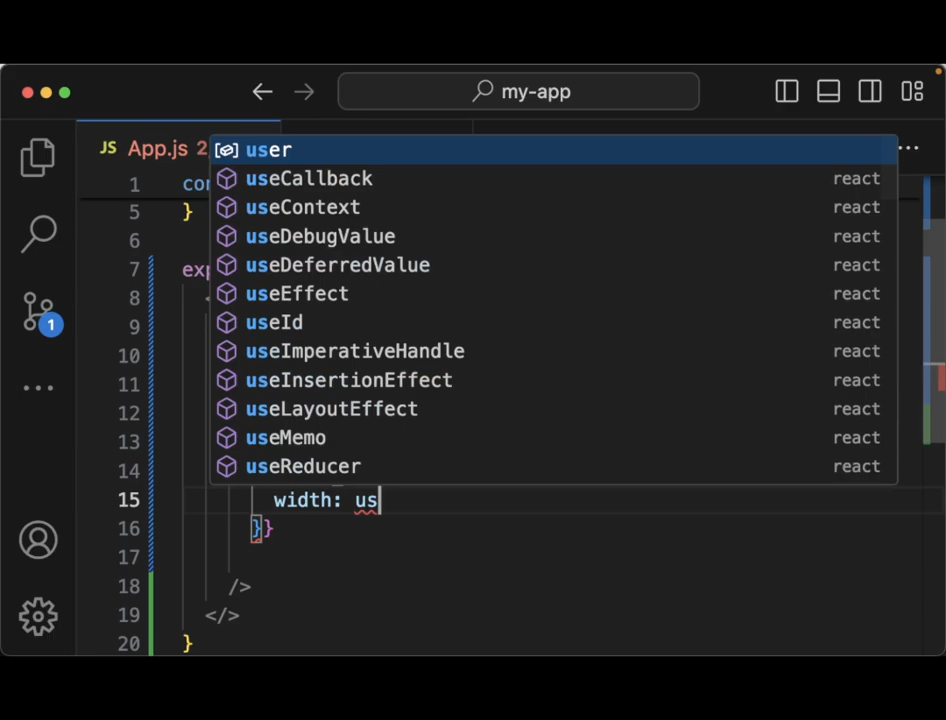 my-app
JS App.js 2
user
useCallback react
useContext react
useDebugValue react
useDeferredValue react
useEffect react
useId react
useImperativeHandle react
useInsertionEffect react
useLayoutEffect react
useMemo react
useReducer react
1 con
5 }
6
7 exp
8 <
9
10
11
12
13
14
15 width: us
16 }}
17
18 />
19 </>
20 }
1